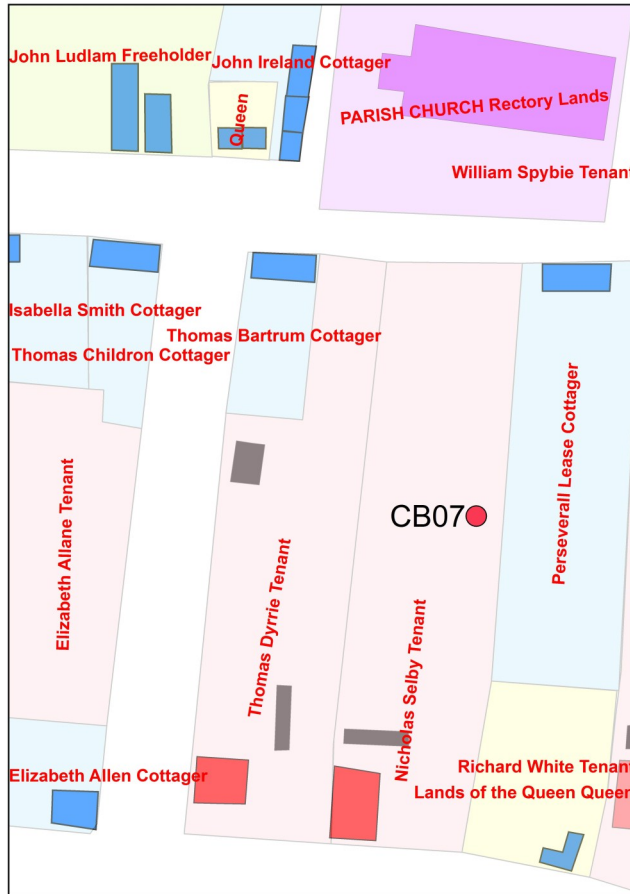 John Ludlam Freeholder
John Ireland Cottager
Queen
PARISH CHURCH Rectory Lands
William Spybie Tenant
Isabella Smith Cottager
Thomas Bartrum Cottager
Thomas Childron Cottager
Perseverall Lease Cottager
Elizabeth Allane Tenant
CB07
Thomas Dyrrie Tenant
Nicholas Selby Tenant
Richard White Tenant
Elizabeth Allen Cottager
Lands of the Queen Queen